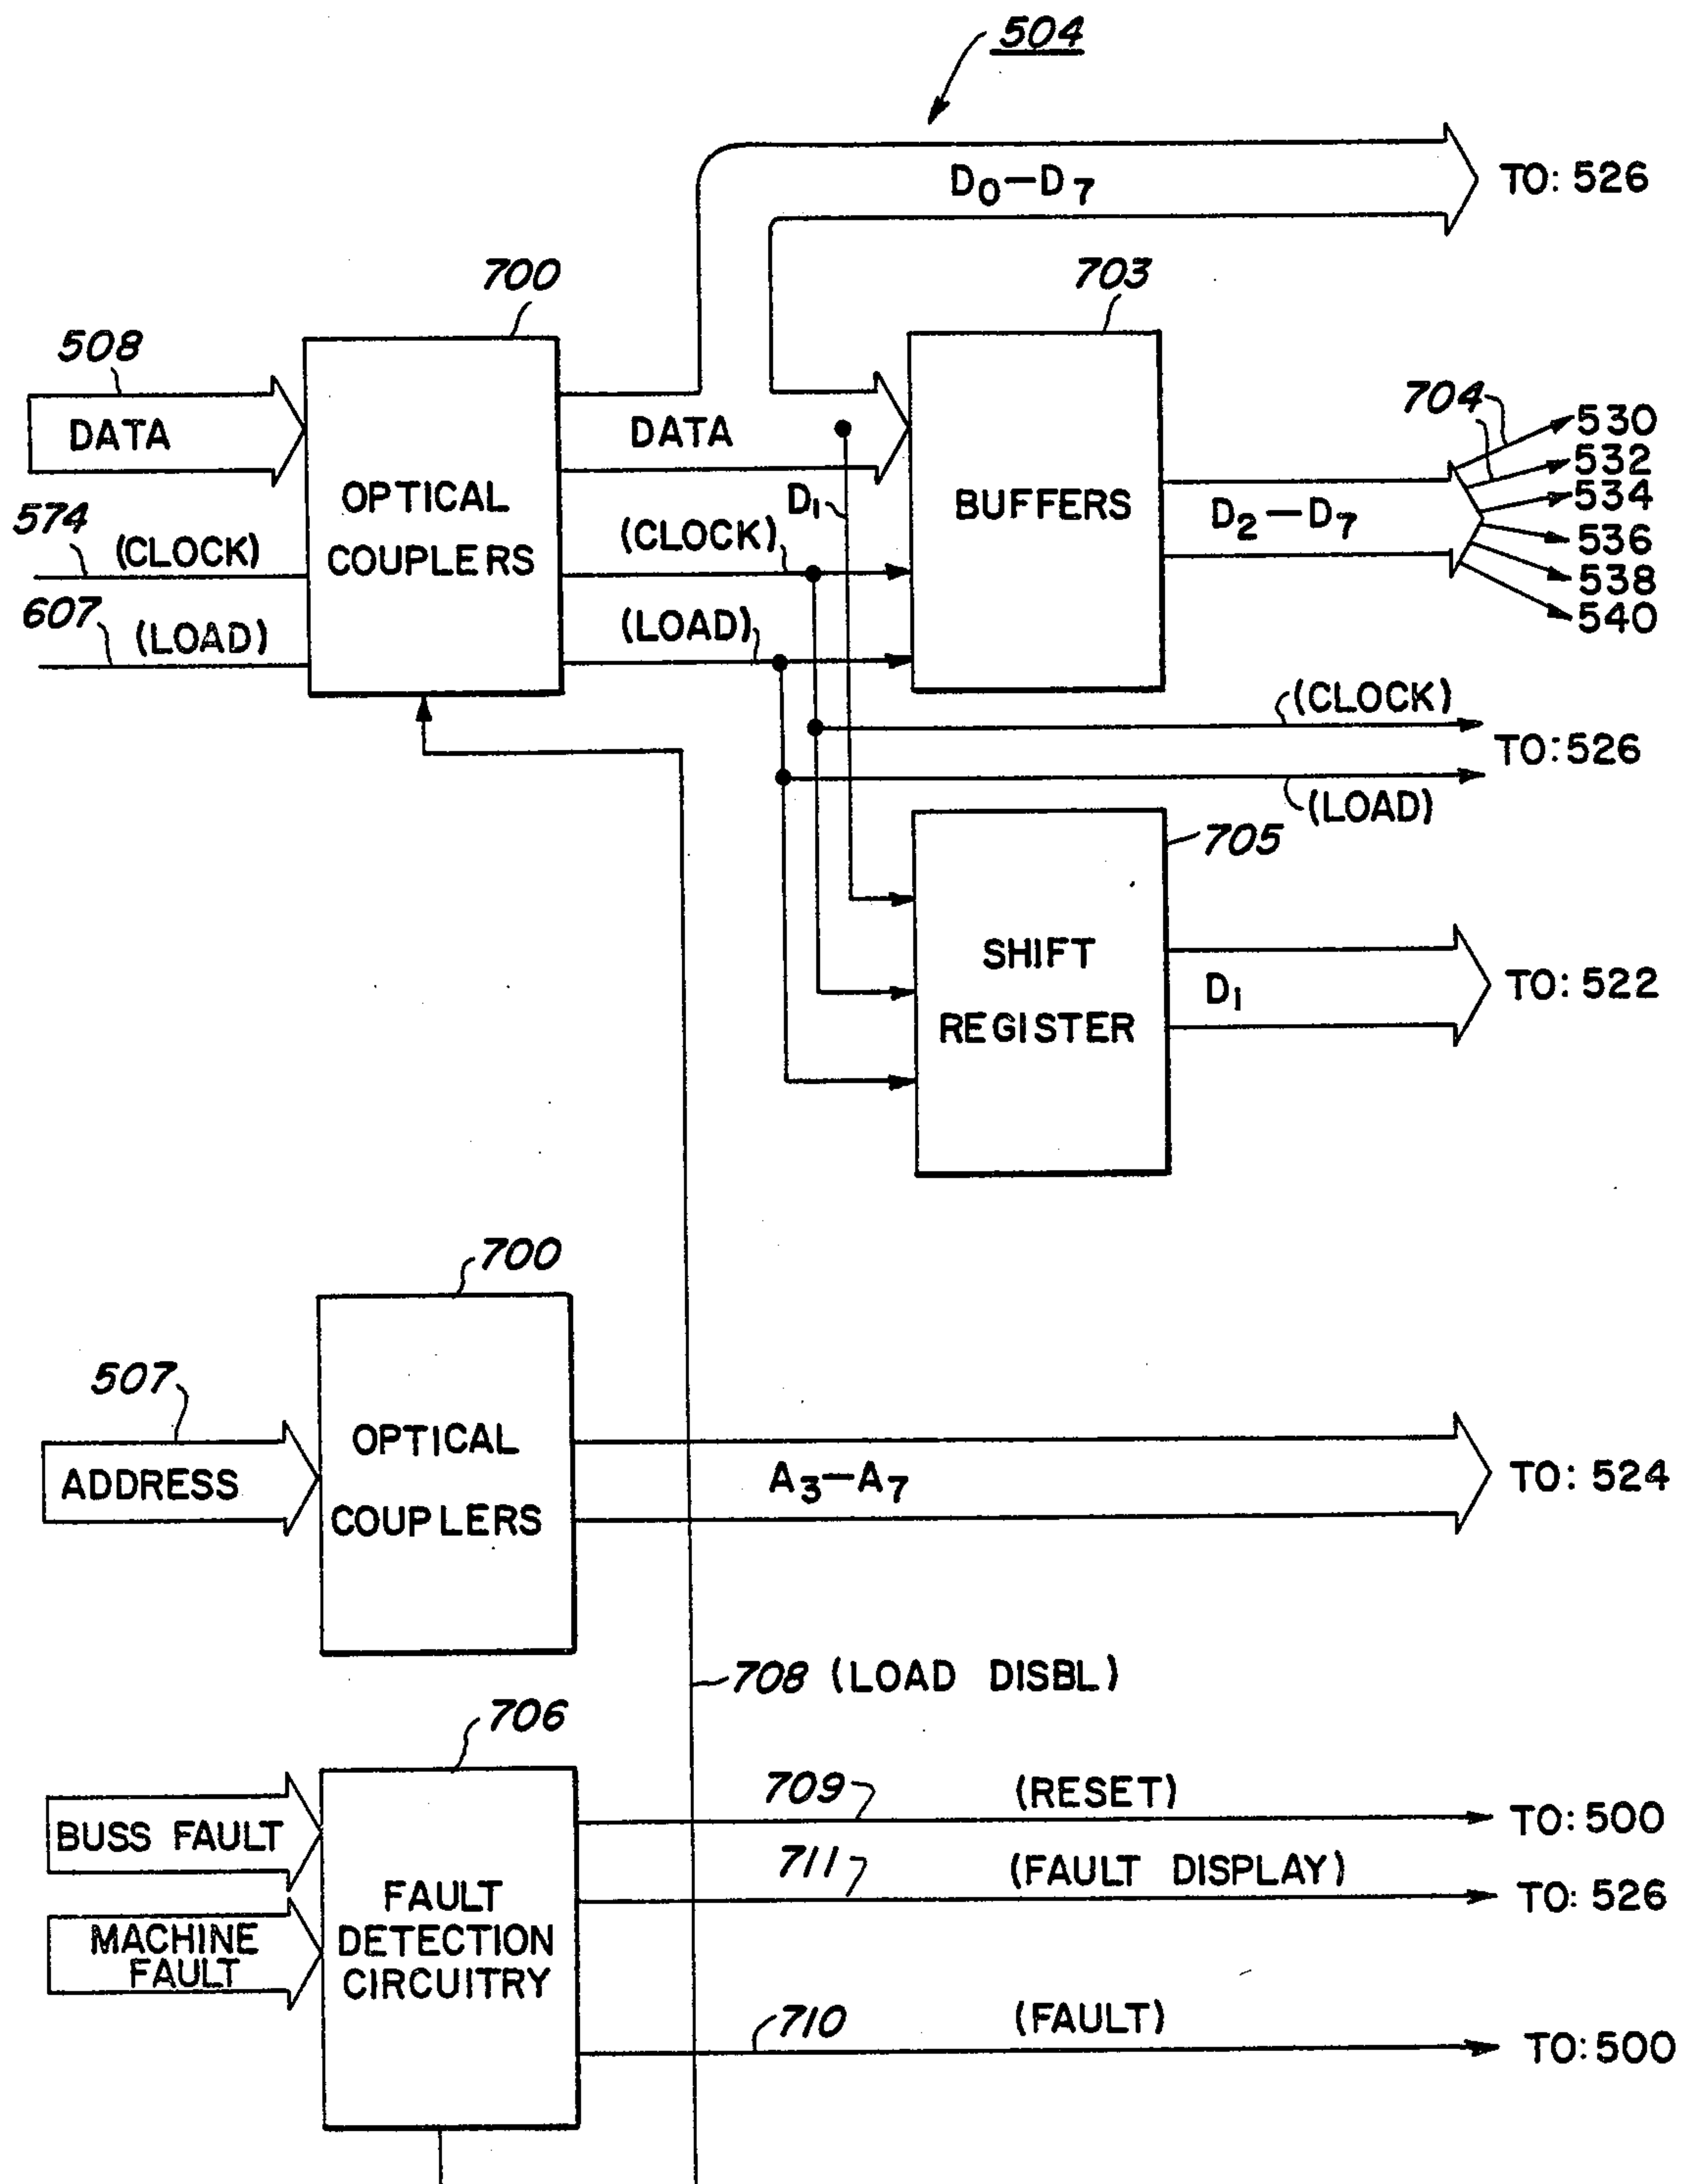 504
D0–D7
TO: 526
700
703
508
DATA
DATA
704
530
532
534
536
538
540
OPTICAL
COUPLERS
BUFFERS
D1
D2–D7
574
(CLOCK)
(CLOCK)
607
(LOAD)
(LOAD)
(CLOCK)
TO: 526
(LOAD)
705
SHIFT
REGISTER
D1
TO: 522
700
507
ADDRESS
OPTICAL
COUPLERS
A3–A7
TO: 524
708 (LOAD DISBL)
706
BUSS FAULT
MACHINE
FAULT
FAULT
DETECTION
CIRCUITRY
709
(RESET)
TO: 500
711
(FAULT DISPLAY)
TO: 526
710
(FAULT)
TO: 500